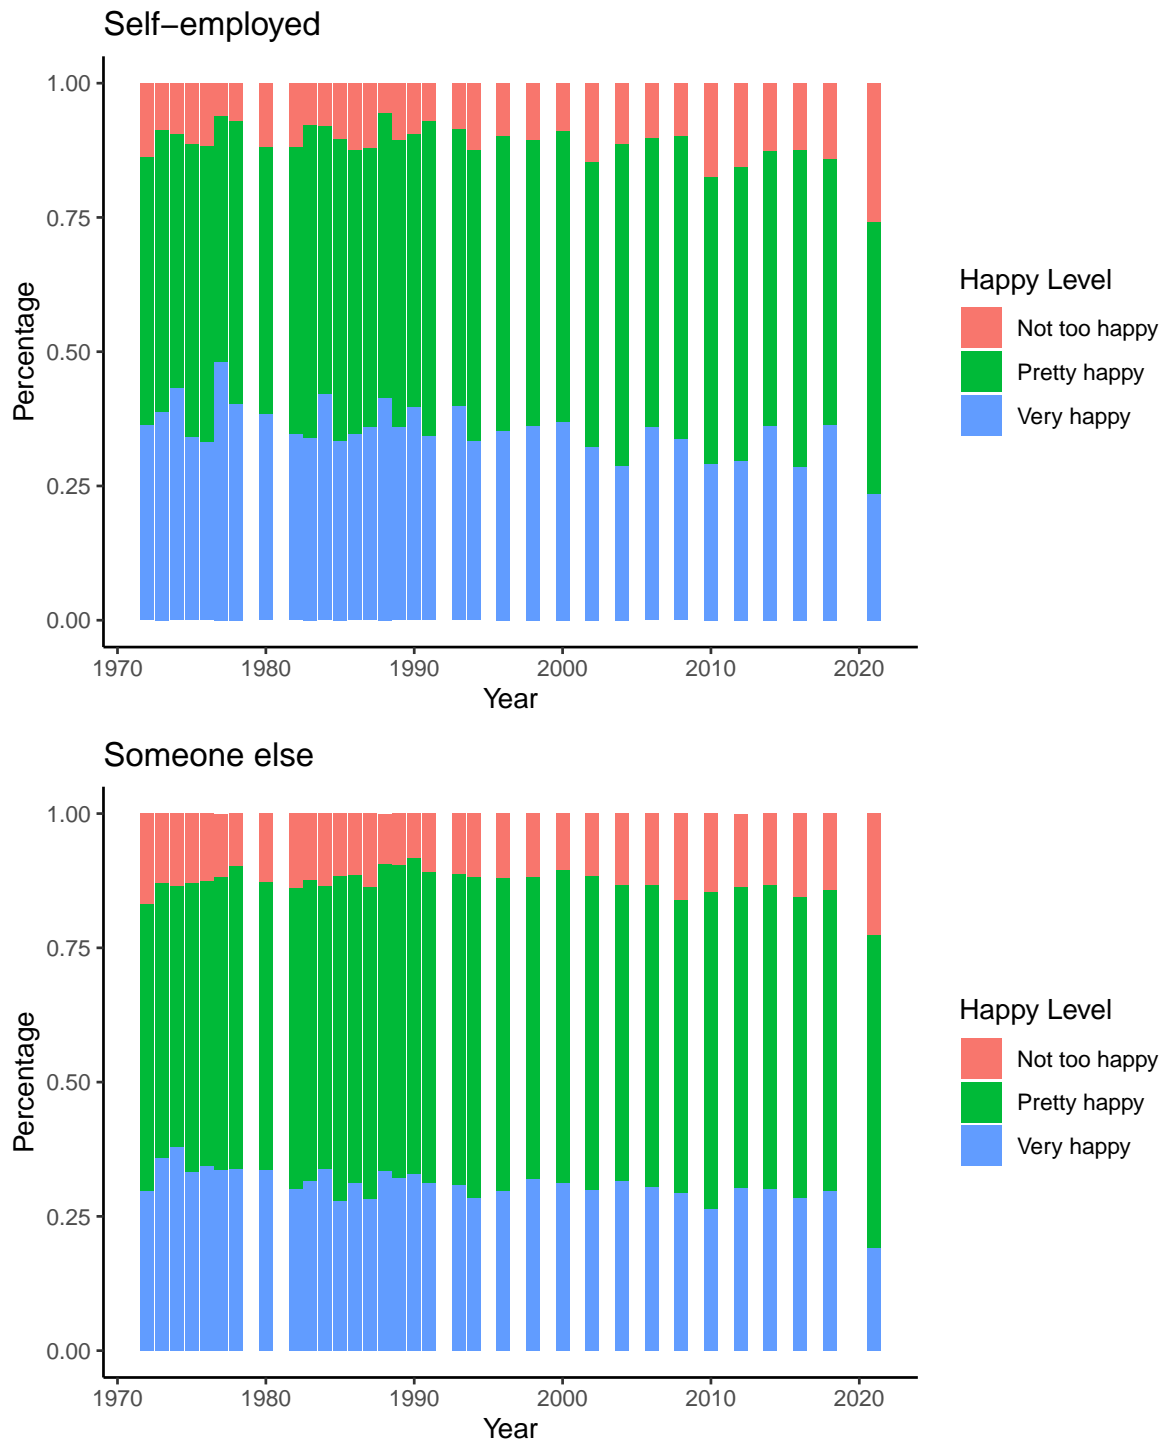 Self−employed
1.00
0.75
0.50
0.25
0.00
Percentage
1970 1980 1990 2000 2010 2020
Year
Happy Level
Not too happy
Pretty happy
Very happy
Someone else
1.00
0.75
0.50
0.25
0.00
Percentage
1970 1980 1990 2000 2010 2020
Year
Happy Level
Not too happy
Pretty happy
Very happy